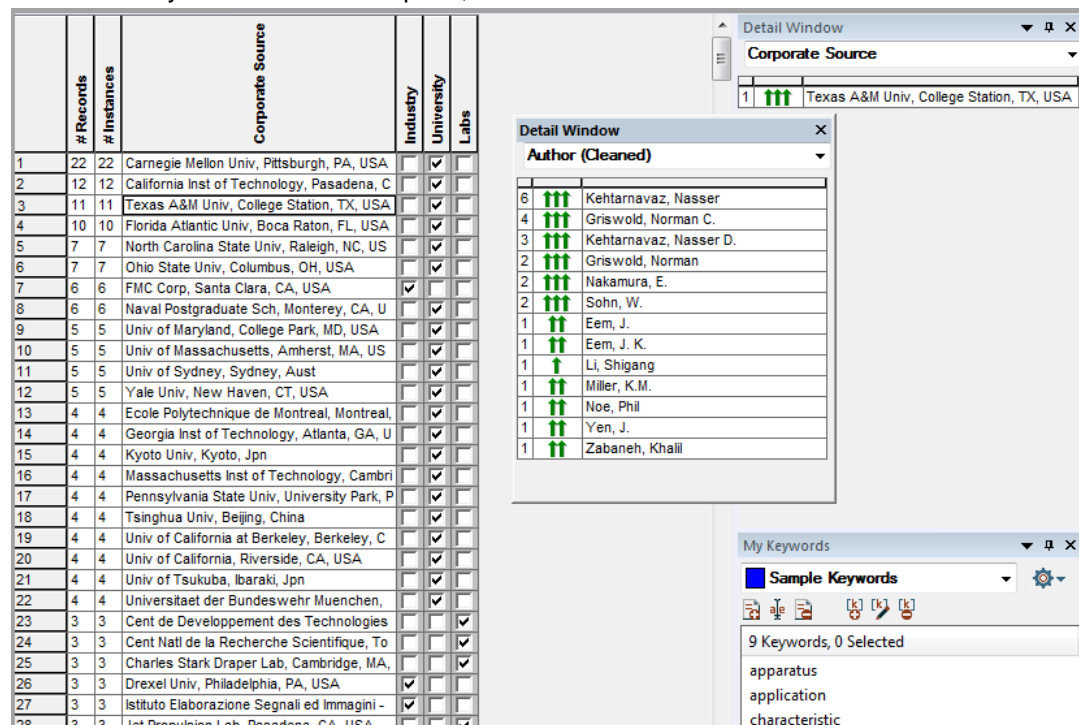 # Records # Instances Corporate Source Industry University Labs
1 22 22 Carnegie Mellon Univ, Pittsburgh, PA, USA
2 12 12 California Inst of Technology, Pasadena, C
3 11 11 Texas A&M Univ, College Station, TX, USA
4 10 10 Florida Atlantic Univ, Boca Raton, FL, USA
5 7 7 North Carolina State Univ, Raleigh, NC, US
6 7 7 Ohio State Univ, Columbus, OH, USA
7 6 6 FMC Corp, Santa Clara, CA, USA
8 6 6 Naval Postgraduate Sch, Monterey, CA, U
9 5 5 Univ of Maryland, College Park, MD, USA
10 5 5 Univ of Massachusetts, Amherst, MA, US
11 5 5 Univ of Sydney, Sydney, Aust
12 5 5 Yale Univ, New Haven, CT, USA
13 4 4 Ecole Polytechnique de Montreal, Montreal,
14 4 4 Georgia Inst of Technology, Atlanta, GA, U
15 4 4 Kyoto Univ, Kyoto, Jpn
16 4 4 Massachusetts Inst of Technology, Cambri
17 4 4 Pennsylvania State Univ, University Park, P
18 4 4 Tsinghua Univ, Beijing, China
19 4 4 Univ of California at Berkeley, Berkeley, C
20 4 4 Univ of California, Riverside, CA, USA
21 4 4 Univ of Tsukuba, Ibaraki, Jpn
22 4 4 Universitaet der Bundeswehr Muenchen,
23 3 3 Cent de Developpement des Technologies
24 3 3 Cent Natl de la Recherche Scientifique, To
25 3 3 Charles Stark Draper Lab, Cambridge, MA,
26 3 3 Drexel Univ, Philadelphia, PA, USA
27 3 3 Istituto Elaborazione Segnali ed Immagini -
28 3 3 Jet Propulsion Lab, Pasadena, CA, USA
Detail Window
Author (Cleaned)
6 Kehtarnavaz, Nasser
4 Griswold, Norman C.
3 Kehtarnavaz, Nasser D.
2 Griswold, Norman
2 Nakamura, E.
2 Sohn, W.
1 Eem, J.
1 Eem, J. K.
1 Li, Shigang
1 Miller, K.M.
1 Noe, Phil
1 Yen, J.
1 Zabaneh, Khalil
Detail Window
Corporate Source
1 Texas A&M Univ, College Station, TX, USA
My Keywords
Sample Keywords
9 Keywords, 0 Selected
apparatus
application
characteristic